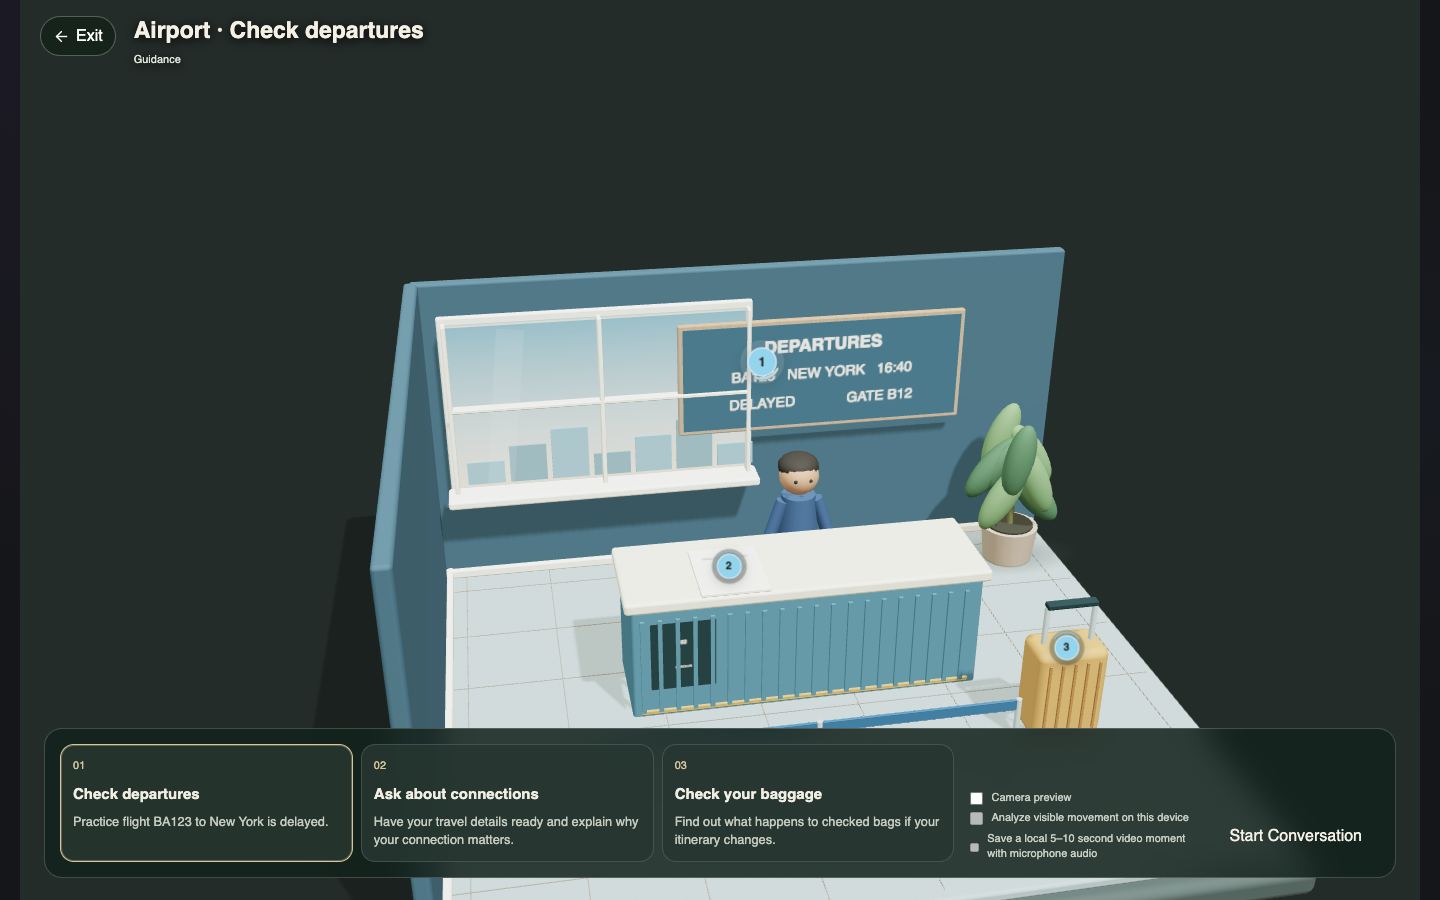 Exit
Airport · Check departures
Guidance
DEPARTURES
NEW YORK 16:40
DELAYED GATE B12
1
2
3
01
Check departures
Practice flight BA123 to New York is delayed.
02
Ask about connections
Have your travel details ready and explain why
your connection matters.
03
Check your baggage
Find out what happens to checked bags if your
itinerary changes.
Camera preview
Analyze visible movement on this device
Save a local 5–10 second video moment
with microphone audio
Start Conversation